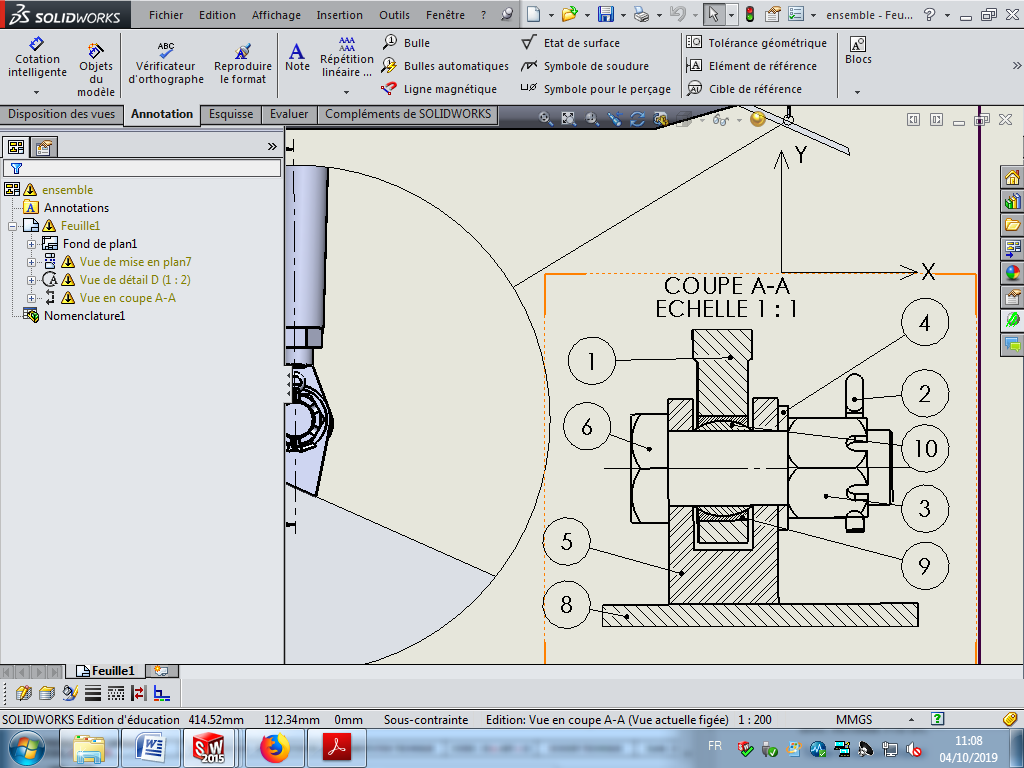 SOLIDWORKS Fichier Edition Affichage Insertion Outils Fenêtre ? ensemble - Feu... ?
Cotation intelligente
Objets du modèle
ABC
Vérificateur d'orthographe
Reproduire le format
A
Note
AAA
AAA
AAA
Répétition linéaire ...
Bulle
Bulles automatiques
Ligne magnétique
Etat de surface
Symbole de soudure
Symbole pour le perçage
Tolérance géométrique
Elément de référence
Cible de référence
Blocs
Disposition des vues Annotation Esquisse Evaluer Compléments de SOLIDWORKS
ensemble
Annotations
Feuille1
Fond de plan1
Vue de mise en plan7
Vue de détail D (1 : 2)
Vue en coupe A-A
Nomenclature1
Y
X
COUPE A-A
ECHELLE 1 : 1
4
1
2
6
10
3
5
9
8
Feuille1
SOLIDWORKS Edition d'éducation 414.52mm 112.34mm 0mm Sous-contrainte Edition: Vue en coupe A-A (Vue actuelle figée) 1 : 200 MMGS ?
W
SW
2015
FR
11:08
04/10/2019